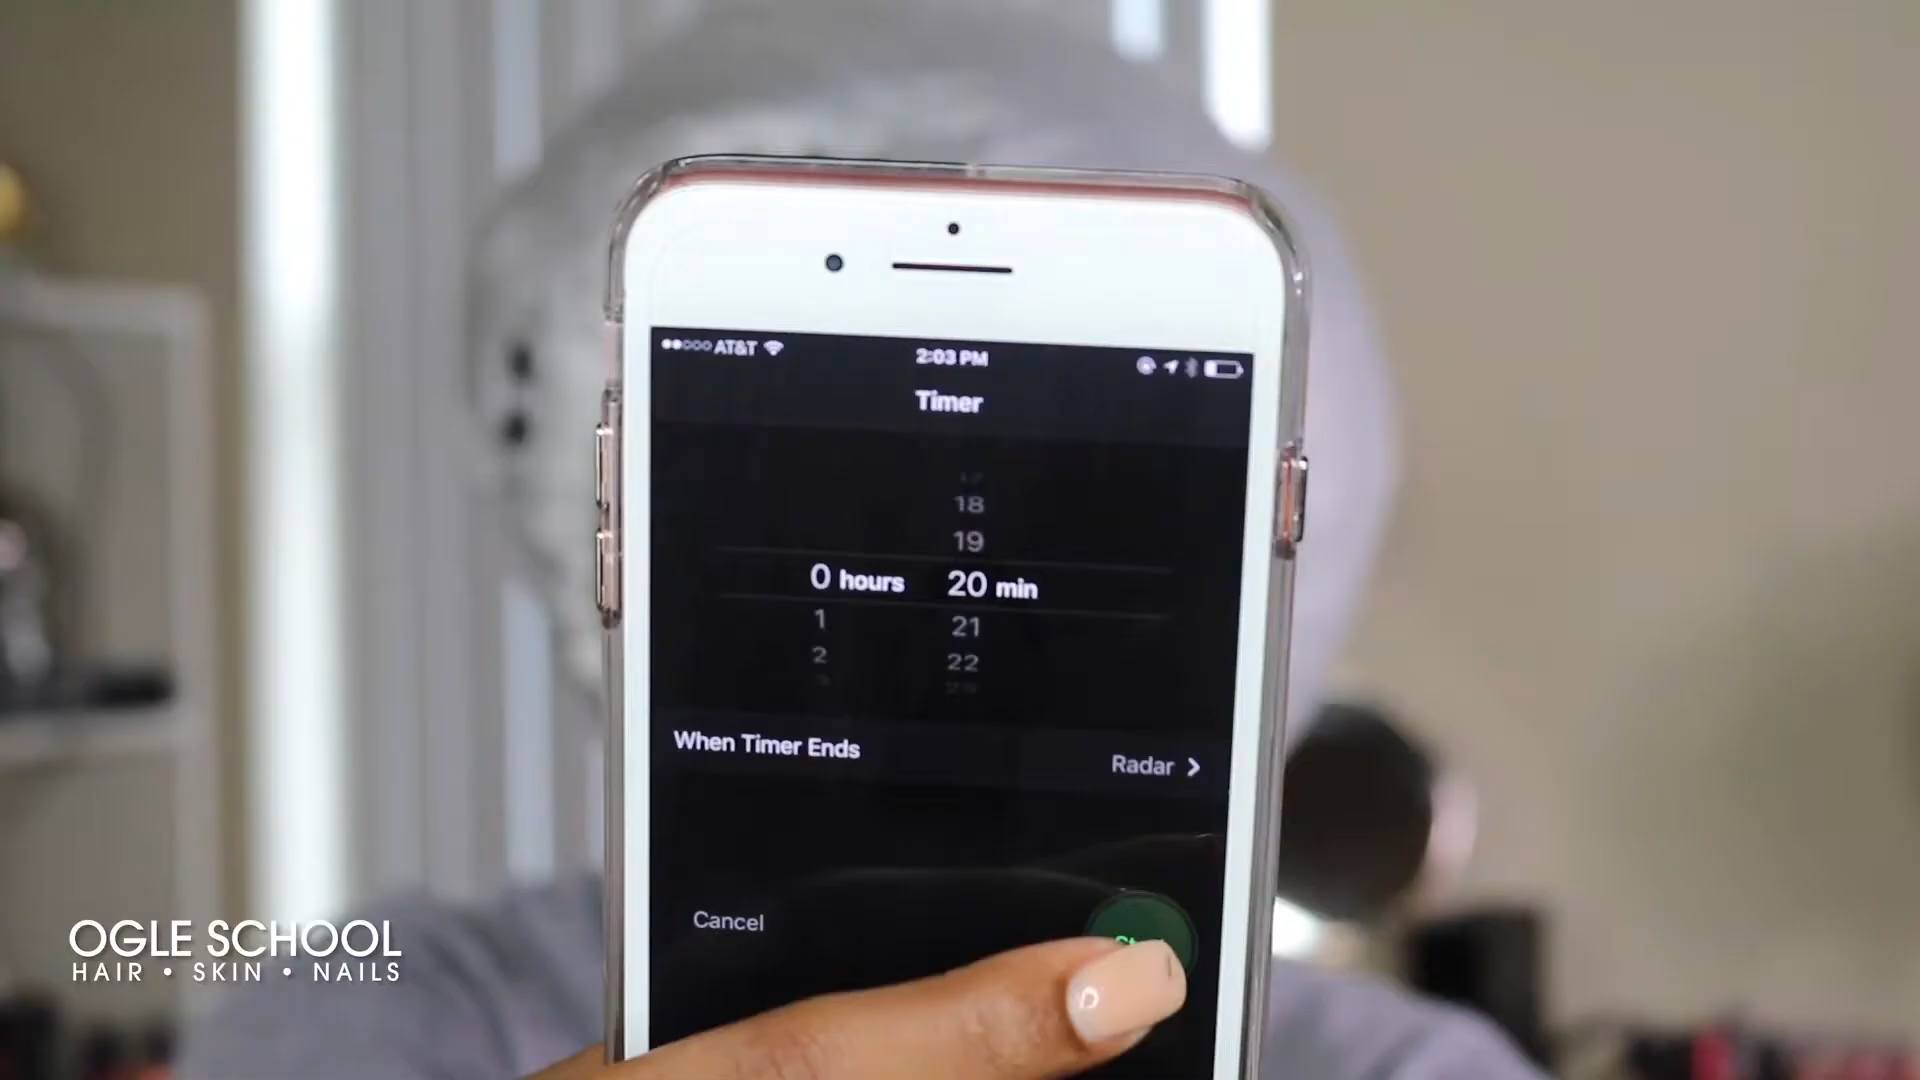 AT&T
2:03 PM
Timer
18
19
0 hours 20 min
1 21
2 22
When Timer Ends
Radar
Cancel
OGLE SCHOOL
HAIR • SKIN • NAILS